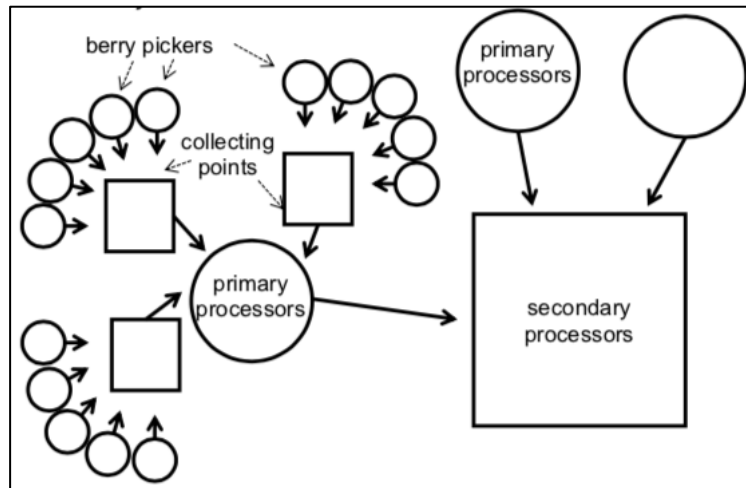 berry pickers
primary
processors
collecting
points
primary
processors
secondary
processors